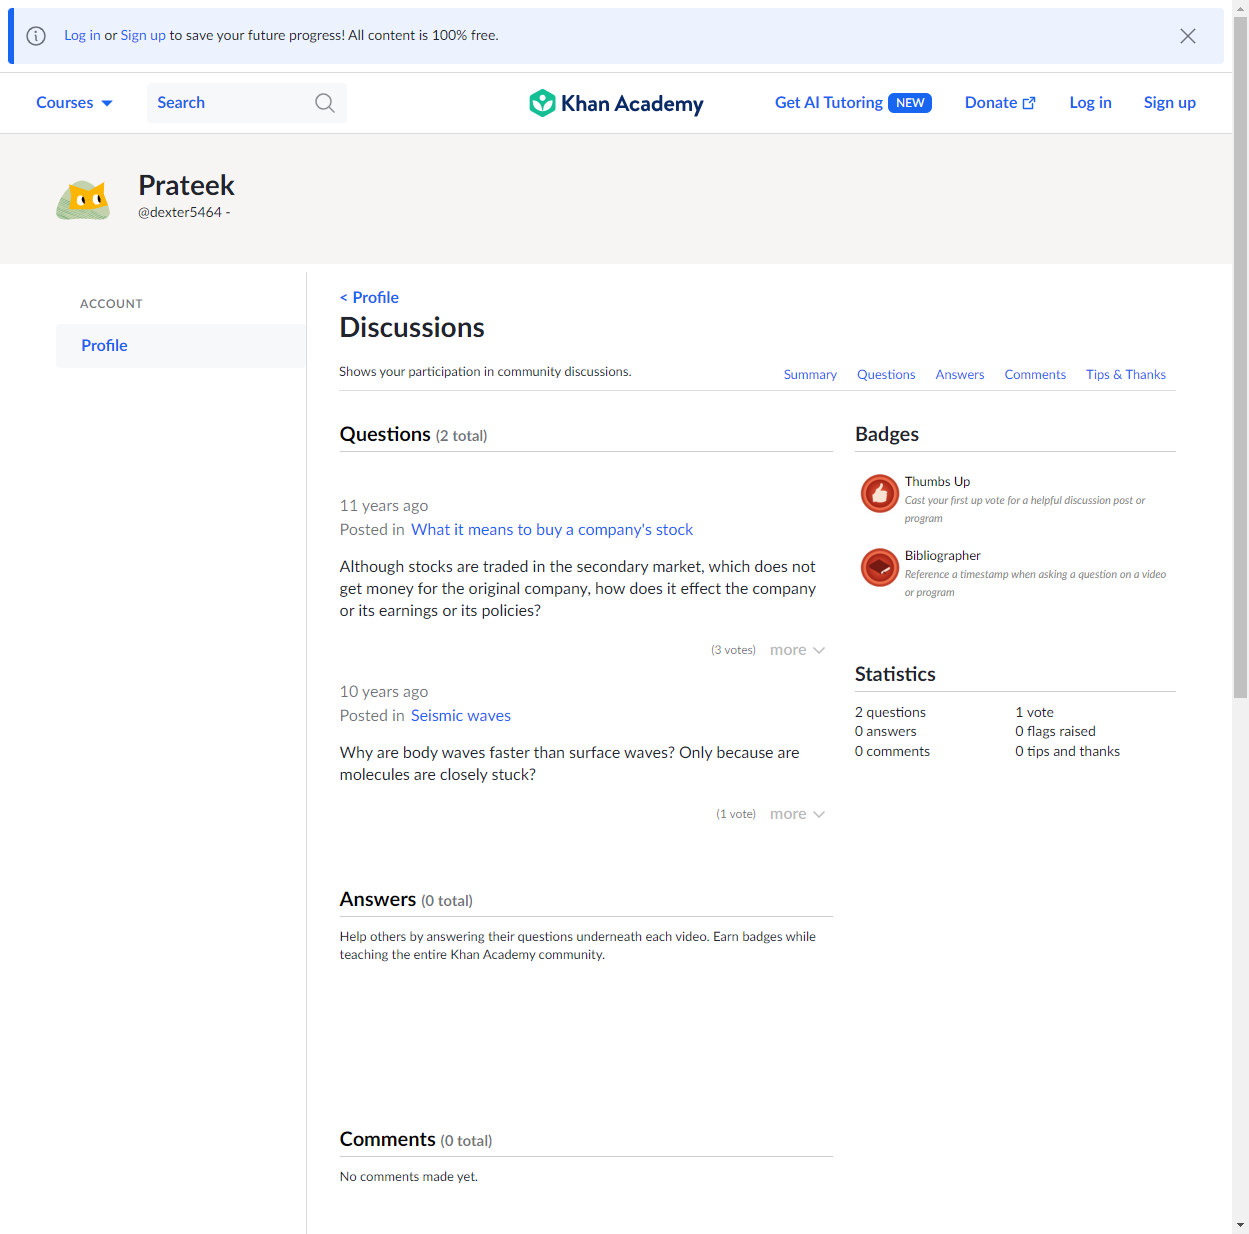 Log in or Sign up to save your future progress! All content is 100% free.
Courses
Search
Khan Academy
Get AI Tutoring NEW
Donate
Log in
Sign up
Prateek
@dexter5464 -
ACCOUNT
Profile
< Profile
Discussions
Shows your participation in community discussions.
Summary
Questions
Answers
Comments
Tips & Thanks
Questions (2 total)
11 years ago
Posted in What it means to buy a company's stock
Although stocks are traded in the secondary market, which does not
get money for the original company, how does it effect the company
or its earnings or its policies?
(3 votes) more
10 years ago
Posted in Seismic waves
Why are body waves faster than surface waves? Only because are
molecules are closely stuck?
(1 vote) more
Answers (0 total)
Help others by answering their questions underneath each video. Earn badges while
teaching the entire Khan Academy community.
Comments (0 total)
No comments made yet.
Badges
Thumbs Up
Cast your first up vote for a helpful discussion post or
program
Bibliographer
Reference a timestamp when asking a question on a video
or program
Statistics
2 questions
0 answers
0 comments
1 vote
0 flags raised
0 tips and thanks